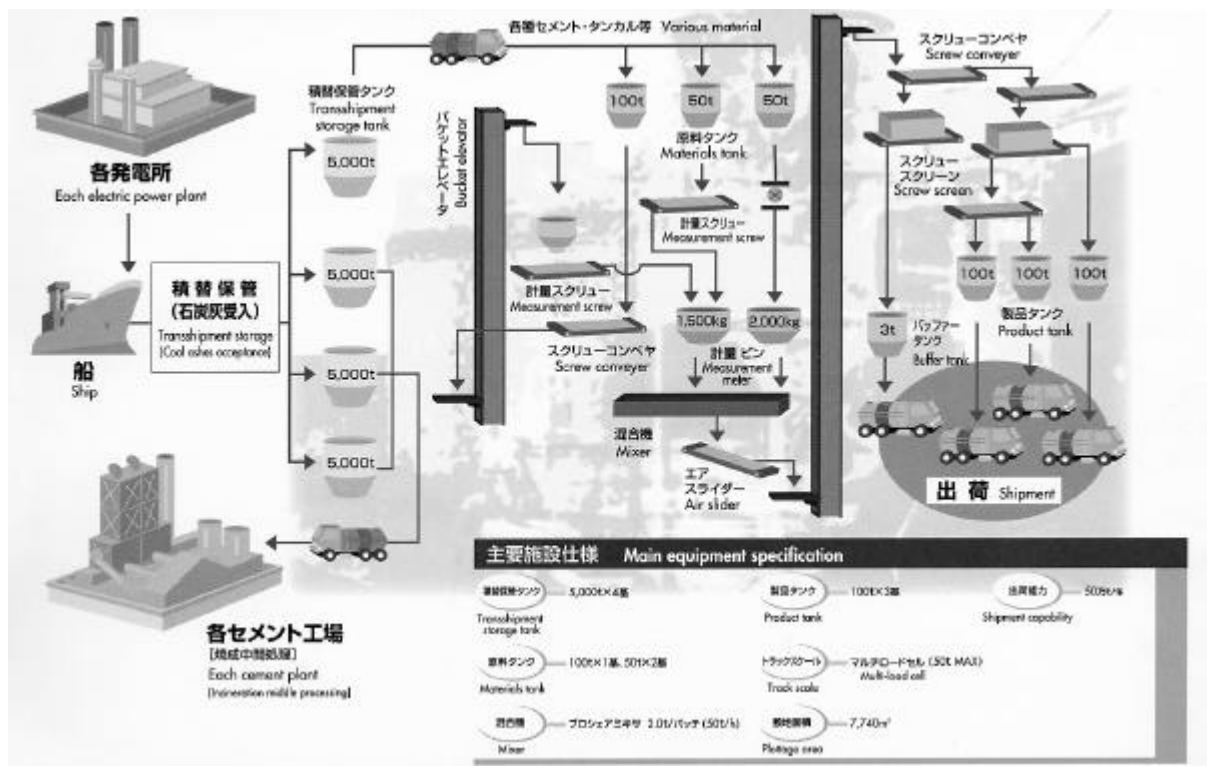 各発電所
Each electric power plant
船
Ship
積替保管
(石炭灰受入)
Transshipment storage
(Coal ashes acceptance)
積替保管タンク
Transshipment
storage tank
5,000t
5,000t
5,000t
5,000t
各セメント工場
Each cement plant
(Incineration middle processing)
各種セメント・タンカル等 Various material
100t
50t
50t
原料タンク
Materials tank
バケットエレベータ
Bucket elevator
計量スクリュー
Measurement screw
計量スクリュー
Measurement screw
スクリューコンベヤ
Screw conveyer
1,500kg
2,000kg
計量ビン
Measurement
meter
混合機
Mixer
エア
スライダー
Air slider
スクリューコンベヤ
Screw conveyer
スクリュー
スクリーン
Screw screen
100t
100t
100t
製品タンク
Product tank
3t
バッファー
タンク
Buffer tank
出荷 Shipment
主要施設仕様 Main equipment specification
積替保管タンク
5,000t×4基
Transshipment
storage tank
原料タンク
100t×1基、50t×2基
Materials tank
混合機
プロシェアミキサ 2.0t/バッチ (50t/h)
Mixer
製品タンク
100t×3基
Product tank
トラックスケール
マルチロードセル (50t MAX)
Multi-load cell
Track scale
敷地面積
7,740m²
Plottage area
出荷能力
Shipment capability